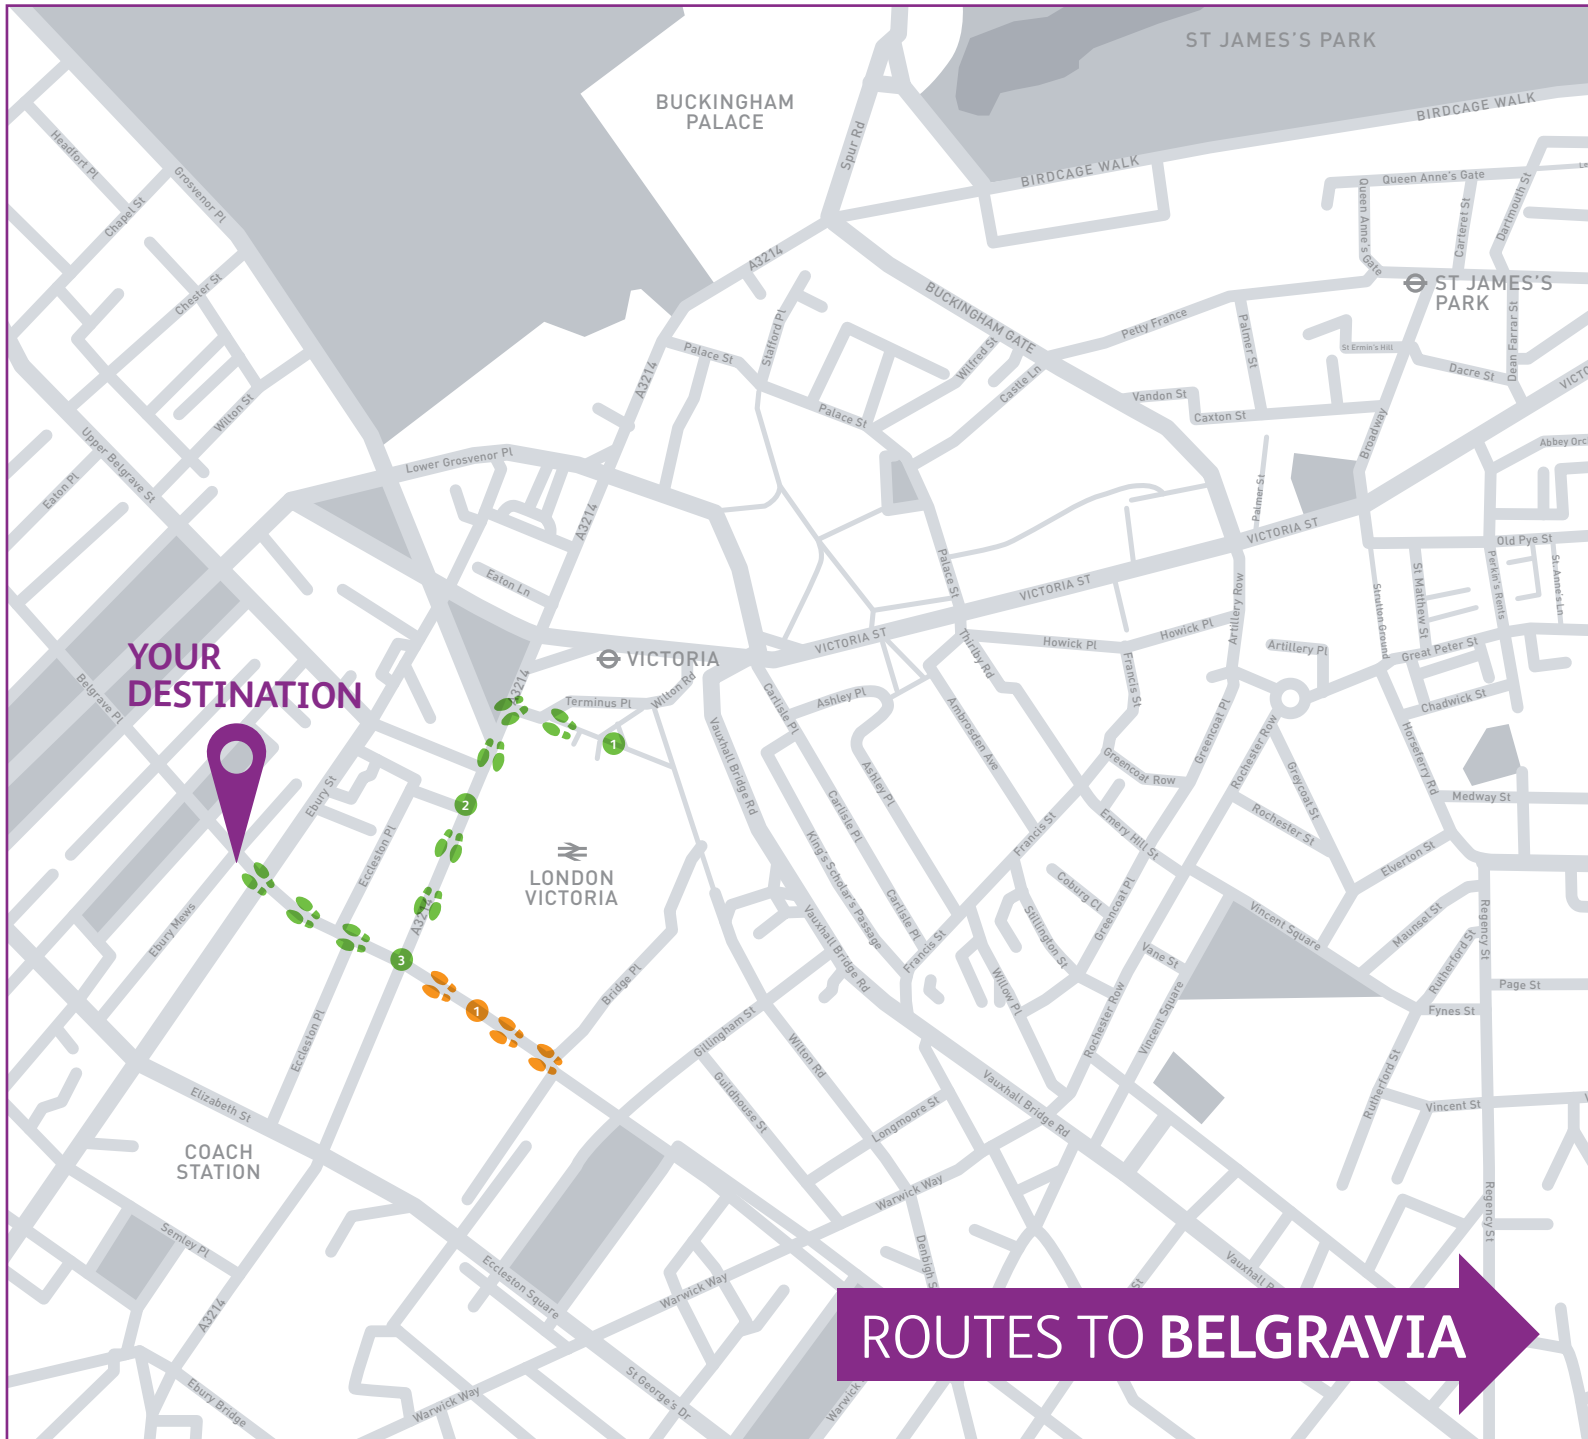 ST JAMES'S PARK
BUCKINGHAM
PALACE
BIRDCAGE WALK
BIRDCAGE WALK
Spur Rd
Headfort Pl
Grosvenor Pl
Chapel St
Chester St
Queen Anne's Gate
Queen Anne's Gate
Carteret St
Dartmouth St
A3214
ST JAMES'S
PARK
BUCKINGHAM GATE
Petty France
Palmer St
St Ermin's Hill
Dean Farrar St
Dacre St
Stafford Pl
Palace St
A3214
Wilfred St
Castle Ln
Vandon St
Caxton St
Palace St
Broadway
Wilton St
Upper Belgrave St
Eaton Pl
Lower Grosvenor Pl
A3214
Palmer St
VICTORIA ST
Old Pye St
Abbey Orc
Eaton Ln
Palace St
VICTORIA ST
Artillery Row
Strutton Ground
St Matthew St
Perkin's Rents
St Anne's Ln
VICTORIA ST
Thirlby Rd
Howick Pl
Howick Pl
Artillery Pl
Great Peter St
Chadwick St
YOUR
DESTINATION
Belgrave Pl
VICTORIA
A3214
Terminus Pl
Wilton Rd
Carlisle Pl
Ashley Pl
Ambrosden Ave
Francis St
Greencoat Pl
Rochester Row
Horseferry Rd
1
Vauxhall Bridge Rd
Ashley Pl
Greencoat Row
Greycoat St
Medway St
Ebury St
2
Eccleston Pl
Carlisle Pl
King's Scholar's Passage
Francis St
Emery Hill St
Rochester St
Elverton St
LONDON
VICTORIA
A3214
Ebury Mews
Carlisle Pl
Coburg Cl
Greencoat Pl
Vincent Square
Maunsel St
Regency St
3
Vauxhall Bridge Rd
Francis St
Stillington St
Vane St
Rutherford St
Bridge Pl
1
Willow Pl
Page St
Fynes St
Eccleston Pl
Gillingham St
Wilton Rd
Rochester Row
Vincent Square
Guildhouse St
Vauxhall Bridge Rd
Rutherford St
Vincent St
Elizabeth St
Longmoore St
COACH
STATION
Warwick Way
Regency St
Semley Pl
Denbigh S
Eccleston Square
Warwick Way
St
Vauxhall B
A3214
ROUTES TO BELGRAVIA
Ebury Bridge
Warwick Way
St George's Dr
Warwick